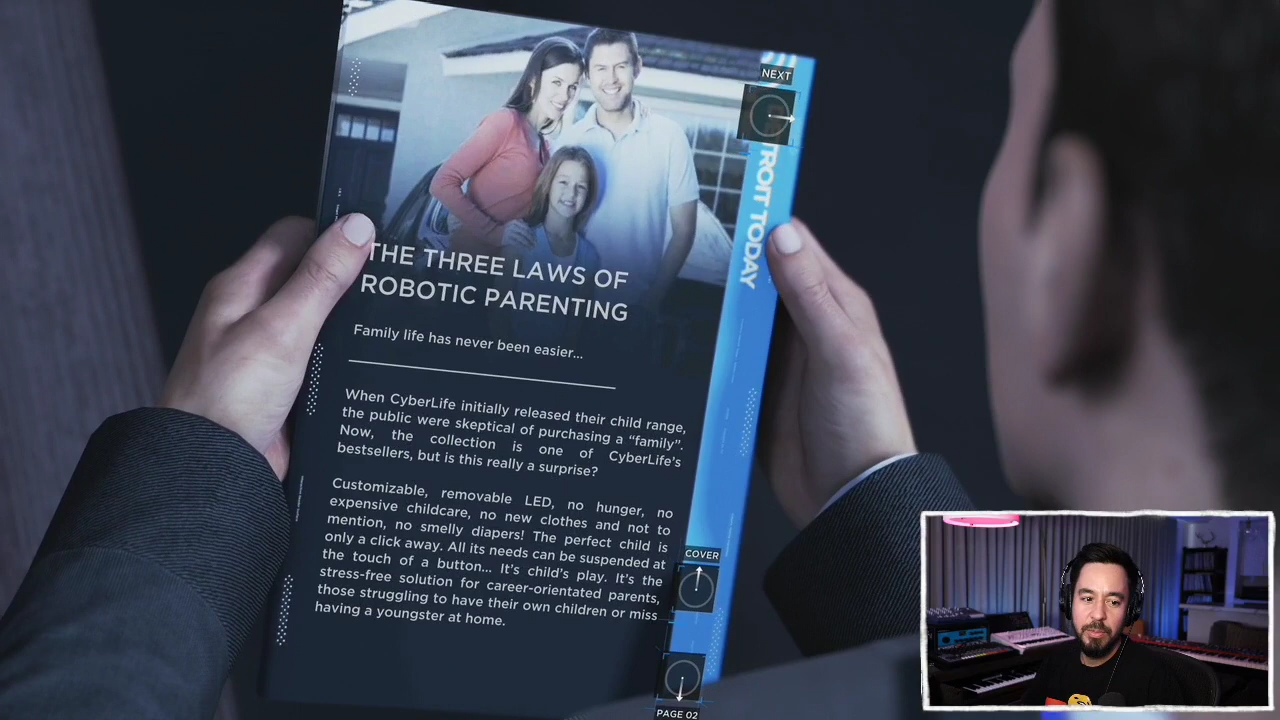 NEXT
TROIT TODAY
THE THREE LAWS OF
ROBOTIC PARENTING
Family life has never been easier...
When CyberLife initially released their child range,
the public were skeptical of purchasing a “family”.
Now, the collection is one of CyberLife’s
bestsellers, but is this really a surprise?
Customizable, removable LED, no hunger, no
expensive childcare, no new clothes and not to
mention, no smelly diapers! The perfect child is
only a click away. All its needs can be suspended at
the touch of a button... It’s child’s play. It’s the
stress-free solution for career-orientated parents,
those struggling to have their own children or miss
having a youngster at home.
COVER
PAGE 02